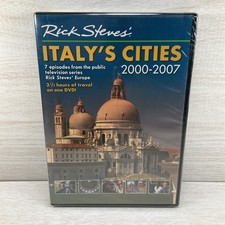 Rick Steves'
ITALY'S CITIES
7 episodes from the public
television series
Rick Steves' Europe
2000-2007
3½ hours of travel
on one DVD!